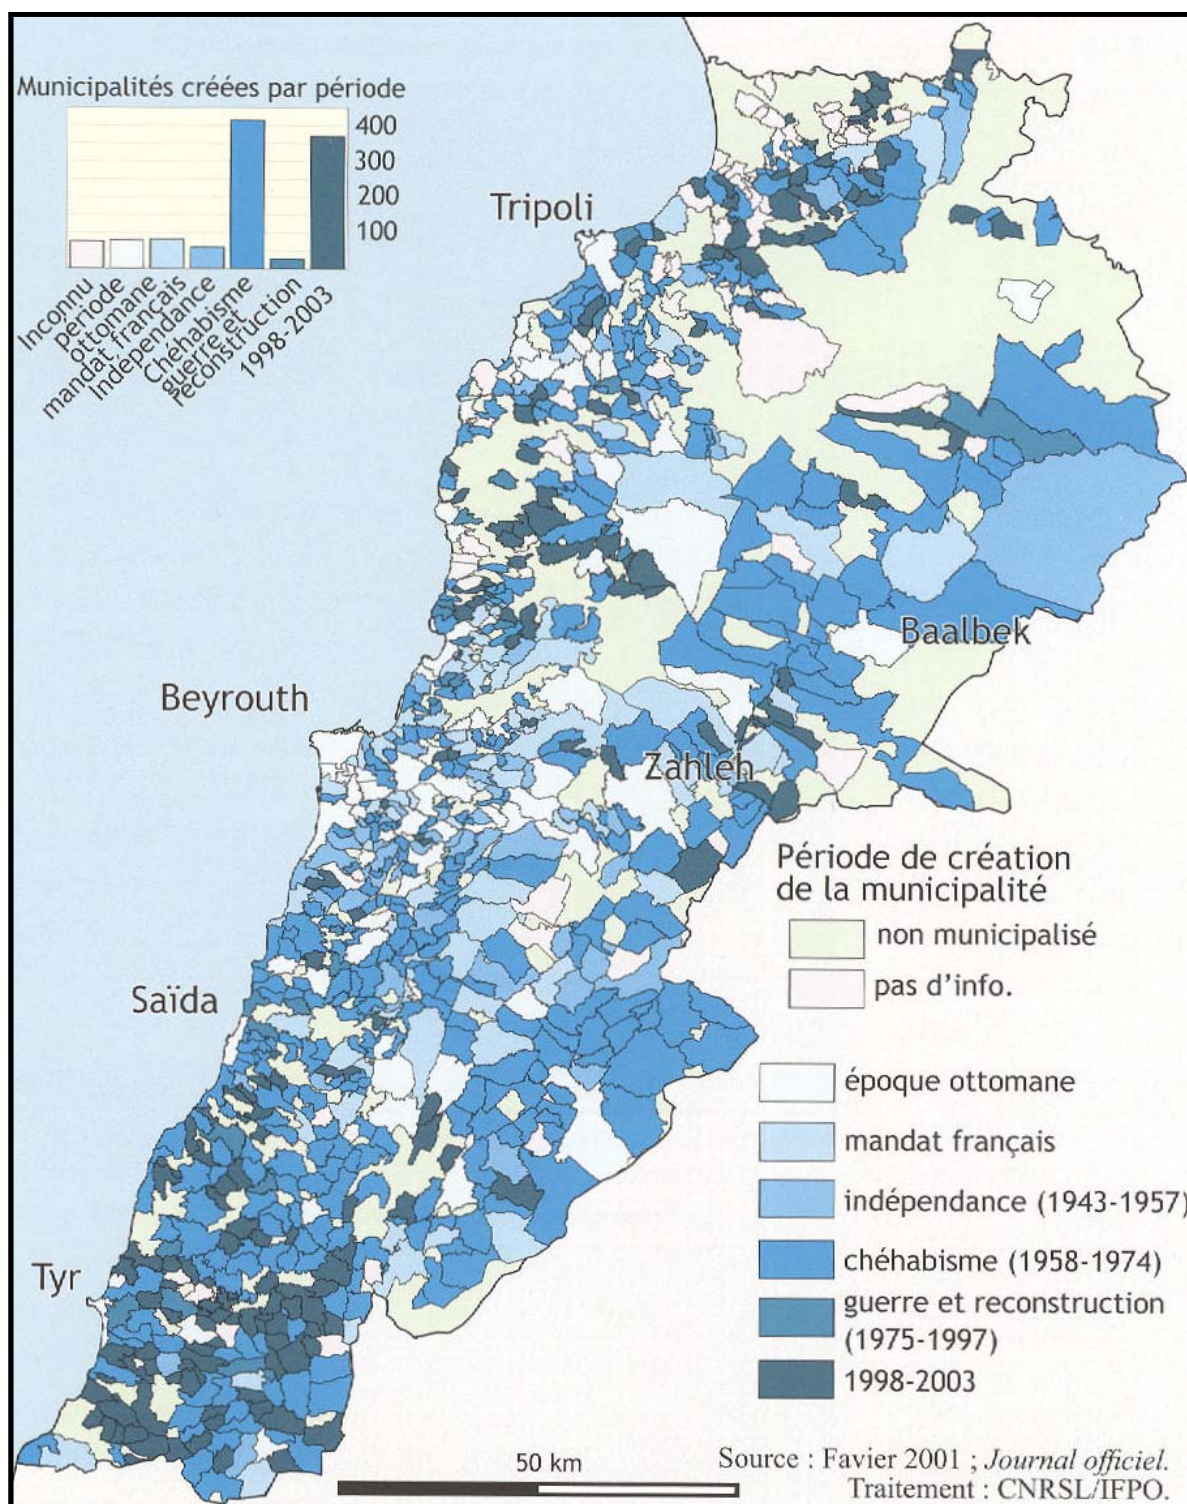 Municipalités créées par période
400
300
200
100
Inconnu
période
ottomane
mandat français
Indépendance
Chéhabisme
guerre et
reconstruction
1998-2003
Tripoli
Beyrouth
Baalbek
Zahleh
Saïda
Tyr
Période de création
de la municipalité
non municipalisé
pas d'info.
époque ottomane
mandat français
indépendance (1943-1957)
chéhabisme (1958-1974)
guerre et reconstruction
(1975-1997)
1998-2003
50 km
Source : Favier 2001 ; Journal officiel.
Traitement : CNRSL/IFPO.